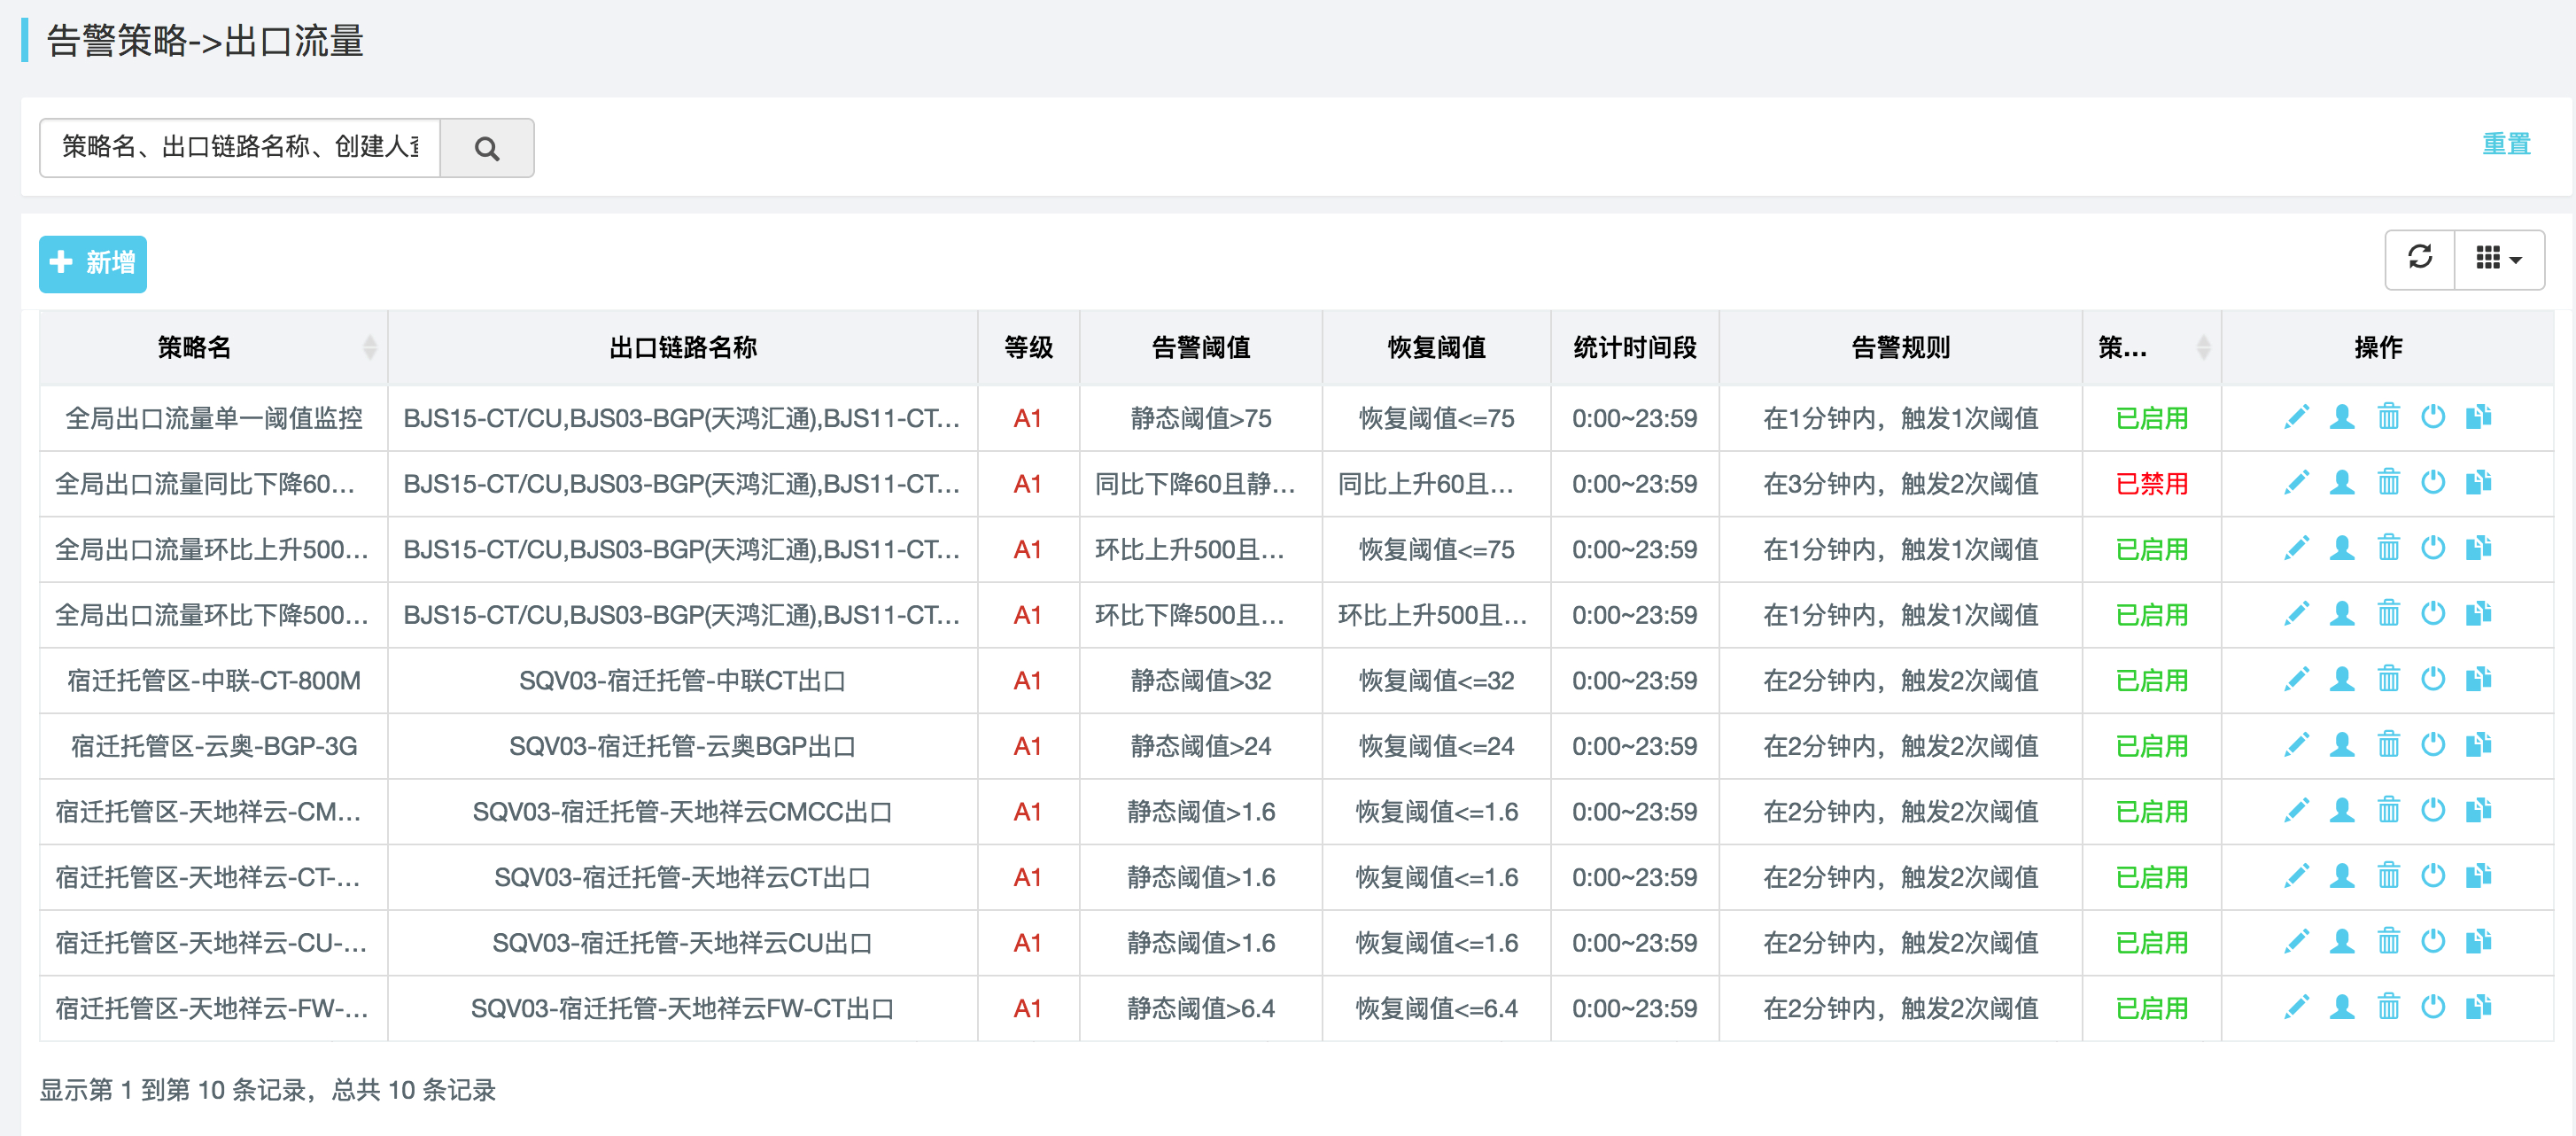 告警策略->出口流量
策略名、出口链路名称、创建人
重置
新增
策略名 出口链路名称 等级 告警阈值 恢复阈值 统计时间段 告警规则 策... 操作
全局出口流量单一阈值监控 BJS15-CT/CU,BJS03-BGP(天鸿汇通),BJS11-CT... A1 静态阈值>75 恢复阈值<=75 0:00~23:59 在1分钟内，触发1次阈值 已启用
全局出口流量同比下降60... BJS15-CT/CU,BJS03-BGP(天鸿汇通),BJS11-CT... A1 同比下降60且静... 同比上升60且... 0:00~23:59 在3分钟内，触发2次阈值 已禁用
全局出口流量环比上升500... BJS15-CT/CU,BJS03-BGP(天鸿汇通),BJS11-CT... A1 环比上升500且... 恢复阈值<=75 0:00~23:59 在1分钟内，触发1次阈值 已启用
全局出口流量环比下降500... BJS15-CT/CU,BJS03-BGP(天鸿汇通),BJS11-CT... A1 环比下降500且... 环比上升500且... 0:00~23:59 在1分钟内，触发1次阈值 已启用
宿迁托管区-中联-CT-800M SQV03-宿迁托管-中联CT出口 A1 静态阈值>32 恢复阈值<=32 0:00~23:59 在2分钟内，触发2次阈值 已启用
宿迁托管区-云奥-BGP-3G SQV03-宿迁托管-云奥BGP出口 A1 静态阈值>24 恢复阈值<=24 0:00~23:59 在2分钟内，触发2次阈值 已启用
宿迁托管区-天地祥云-CM... SQV03-宿迁托管-天地祥云CMCC出口 A1 静态阈值>1.6 恢复阈值<=1.6 0:00~23:59 在2分钟内，触发2次阈值 已启用
宿迁托管区-天地祥云-CT-... SQV03-宿迁托管-天地祥云CT出口 A1 静态阈值>1.6 恢复阈值<=1.6 0:00~23:59 在2分钟内，触发2次阈值 已启用
宿迁托管区-天地祥云-CU-... SQV03-宿迁托管-天地祥云CU出口 A1 静态阈值>1.6 恢复阈值<=1.6 0:00~23:59 在2分钟内，触发2次阈值 已启用
宿迁托管区-天地祥云-FW-... SQV03-宿迁托管-天地祥云FW-CT出口 A1 静态阈值>6.4 恢复阈值<=6.4 0:00~23:59 在2分钟内，触发2次阈值 已启用
显示第 1 到第 10 条记录，总共 10 条记录